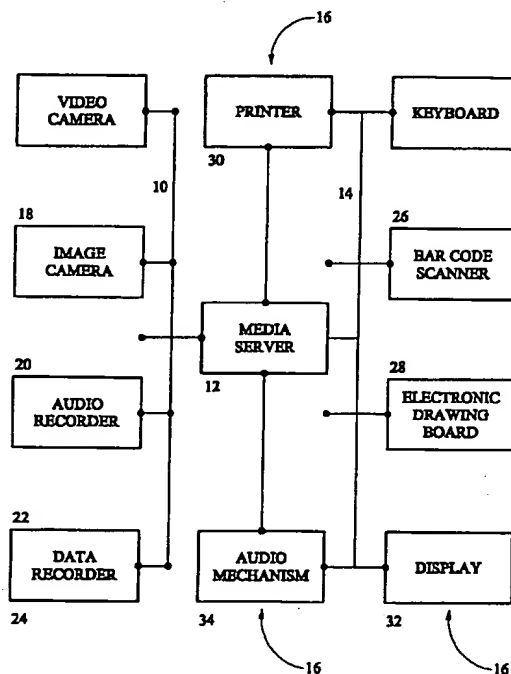 16
VIDEO
CAMERA
PRINTER
KEYBOARD
10
30
14
18
26
IMAGE
CAMERA
BAR CODE
SCANNER
MEDIA
SERVER
20
12
28
AUDIO
RECORDER
ELECTRONIC
DRAWING
BOARD
22
DATA
RECORDER
AUDIO
MECHANISM
DISPLAY
24
34
32
16
16